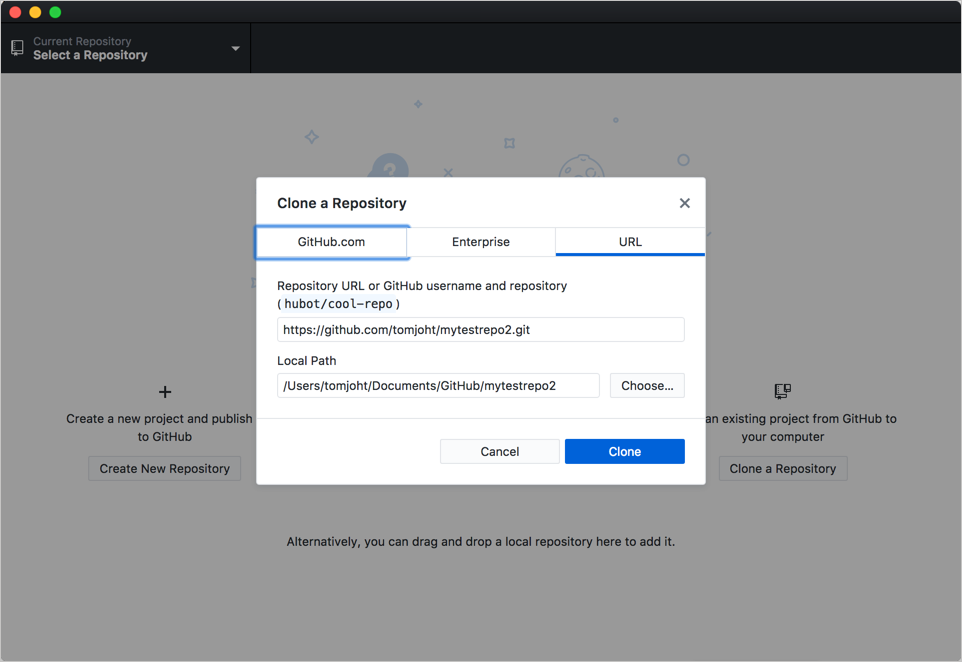 Current Repository
Select a Repository
?
Clone a Repository
GitHub.com
Enterprise
URL
Repository URL or GitHub username and repository
(hubot/cool-repo)
https://github.com/tomjoht/mytestrepo2.git
Local Path
/Users/tomjoht/Documents/GitHub/mytestrepo2
Choose...
Cancel
Clone
Create a new project and publish
to GitHub
Create New Repository
an existing project from GitHub to
your computer
Clone a Repository
Alternatively, you can drag and drop a local repository here to add it.